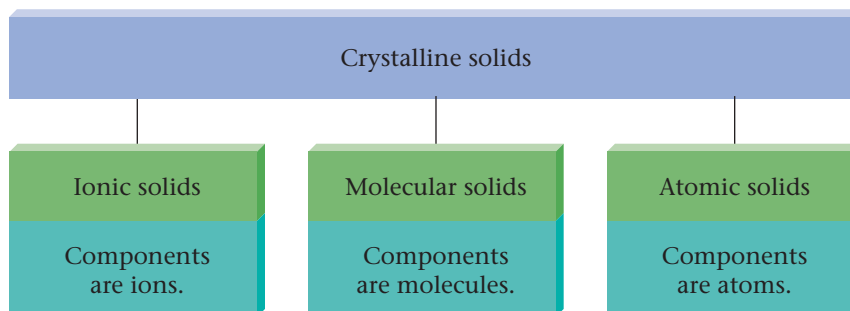 Crystalline solids
Ionic solids
Components
are ions.
Molecular solids
Components
are molecules.
Atomic solids
Components
are atoms.